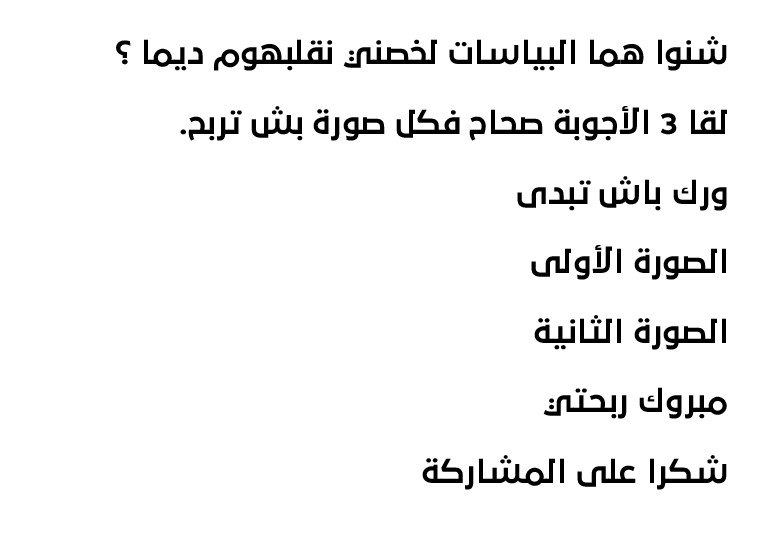 شنوا هما البياسات لخصني نقلبهوم ديما ؟
لقا 3 الأجوبة صحاح فكل صورة بش تربح.
ورك باش تبدى
الصورة الأولى
الصورة الثانية
مبروك ربحتي
شكرا على المشاركة